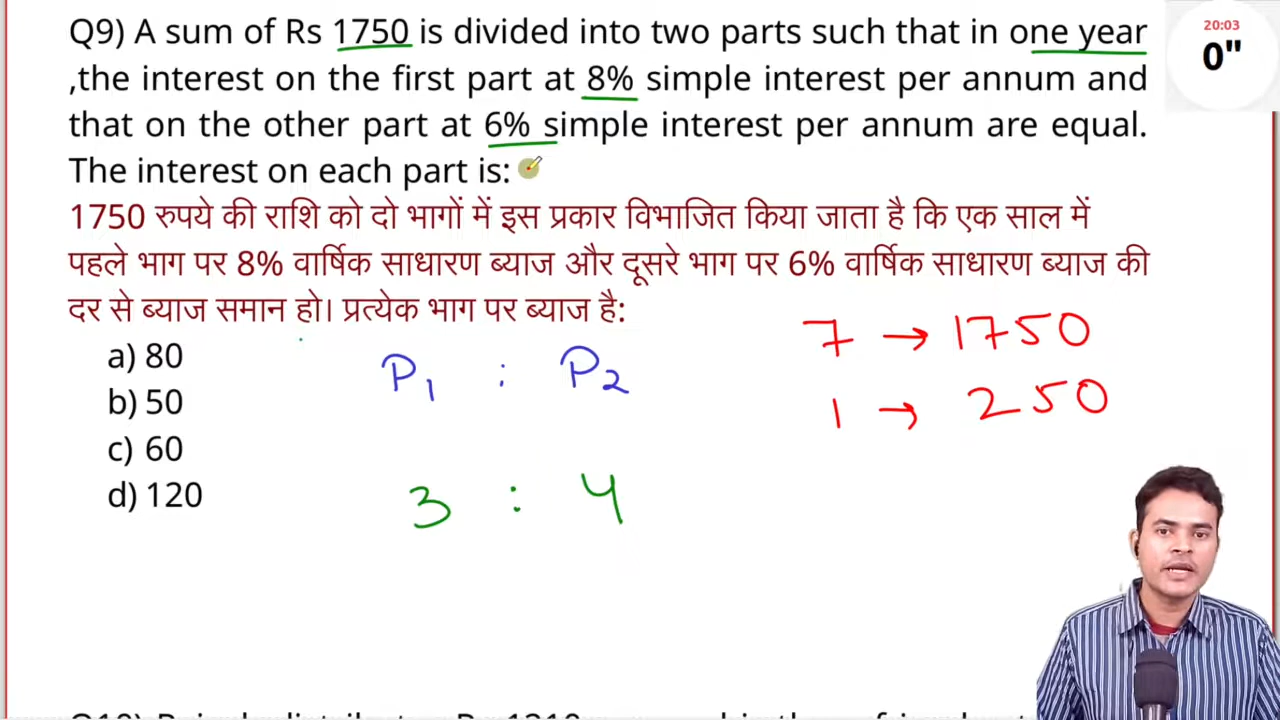 Q9) A sum of Rs 1750 is divided into two parts such that in one year
,the interest on the first part at 8% simple interest per annum and
that on the other part at 6% simple interest per annum are equal.
The interest on each part is:
1750 रुपये की राशि को दो भागों में इस प्रकार विभाजित किया जाता है कि एक साल में
पहले भाग पर 8% वार्षिक साधारण ब्याज और दूसरे भाग पर 6% वार्षिक साधारण ब्याज की
दर से ब्याज समान हो। प्रत्येक भाग पर ब्याज है:
a) 80
b) 50
c) 60
d) 120
P1 : P2
3 : 4
7 → 1750
1 → 250
20:03
0"